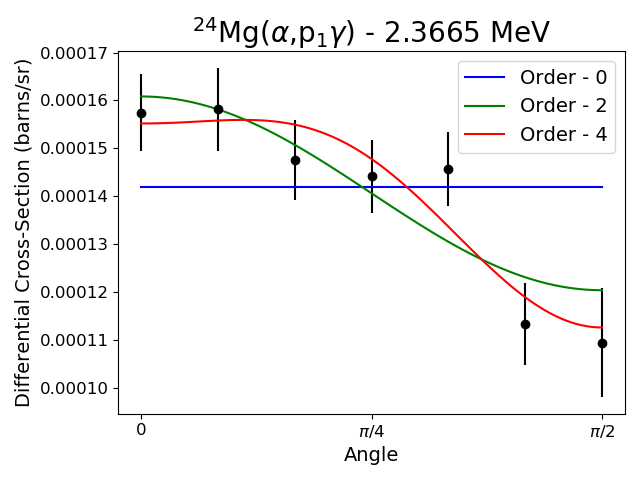 ²⁴Mg(α,p₁γ) - 2.3665 MeV
Order - 0
Order - 2
Order - 4
Differential Cross-Section (barns/sr)
0.00017
0.00016
0.00015
0.00014
0.00013
0.00012
0.00011
0.00010
0
π/4
π/2
Angle